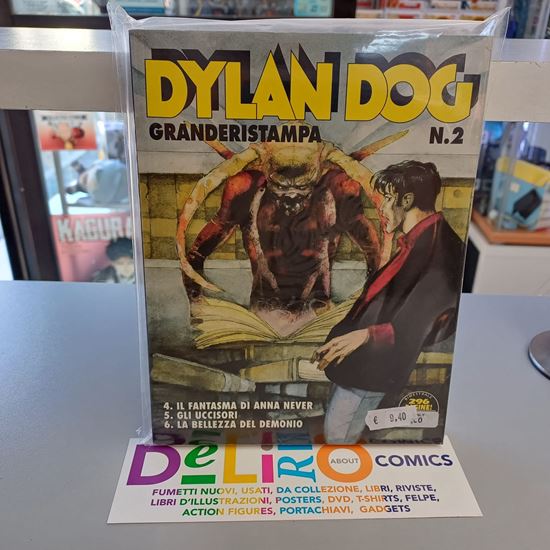 DYLAN DOG
GRANDERISTAMPA N.2
KAGURA
4. IL FANTASMA DI ANNA NEVER
5. GLI UCCISORI
6. LA BELLEZZA DEL DEMONIO
296
€ 9.40
DeLiRiO ABOUT COMICS
FUMETTI NUOVI, USATI, DA COLLEZIONE, LIBRI, RIVISTE,
LIBRI D'ILLUSTRAZIONI, POSTERS, DVD, T-SHIRTS, FELPE,
ACTION FIGURES, PORTACHIAVI, GADGETS